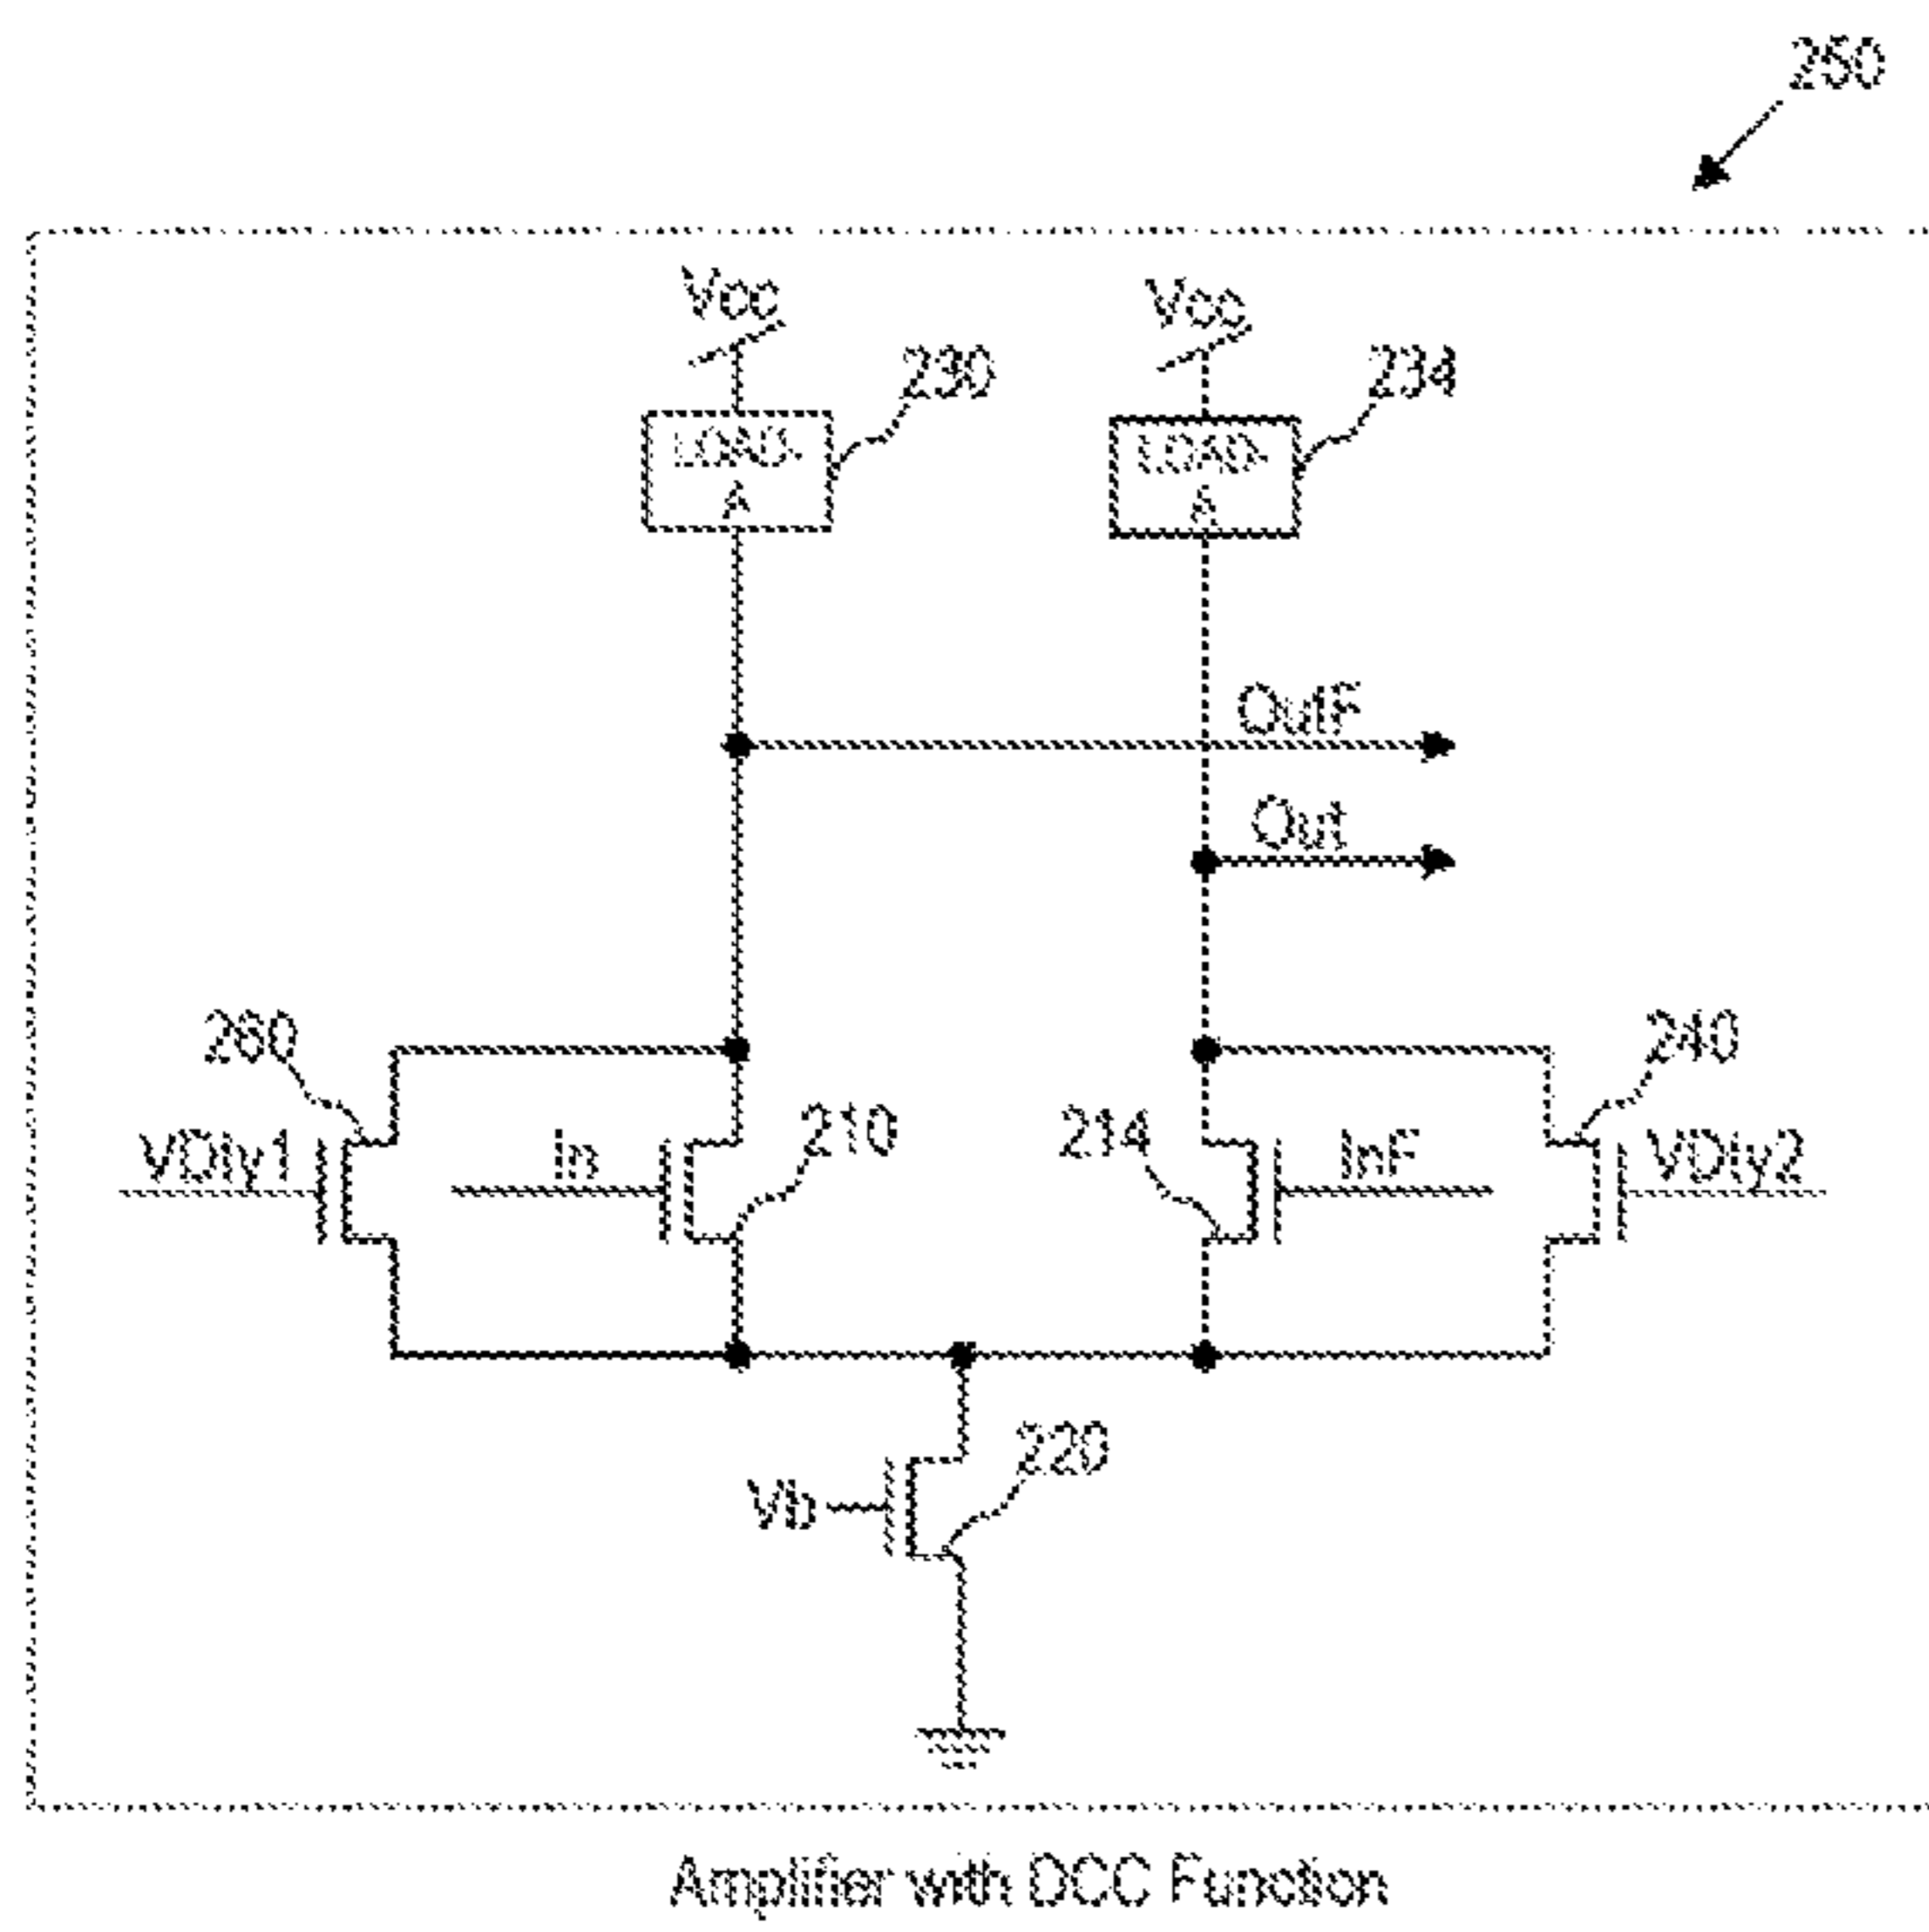 250
Vcc
Vcc
230
234
LOAD
A
LOAD
A
OutF
Out
260
240
VDly1
In
210
214
InF
VDly2
220
Vb
Amplifier with DCC Function